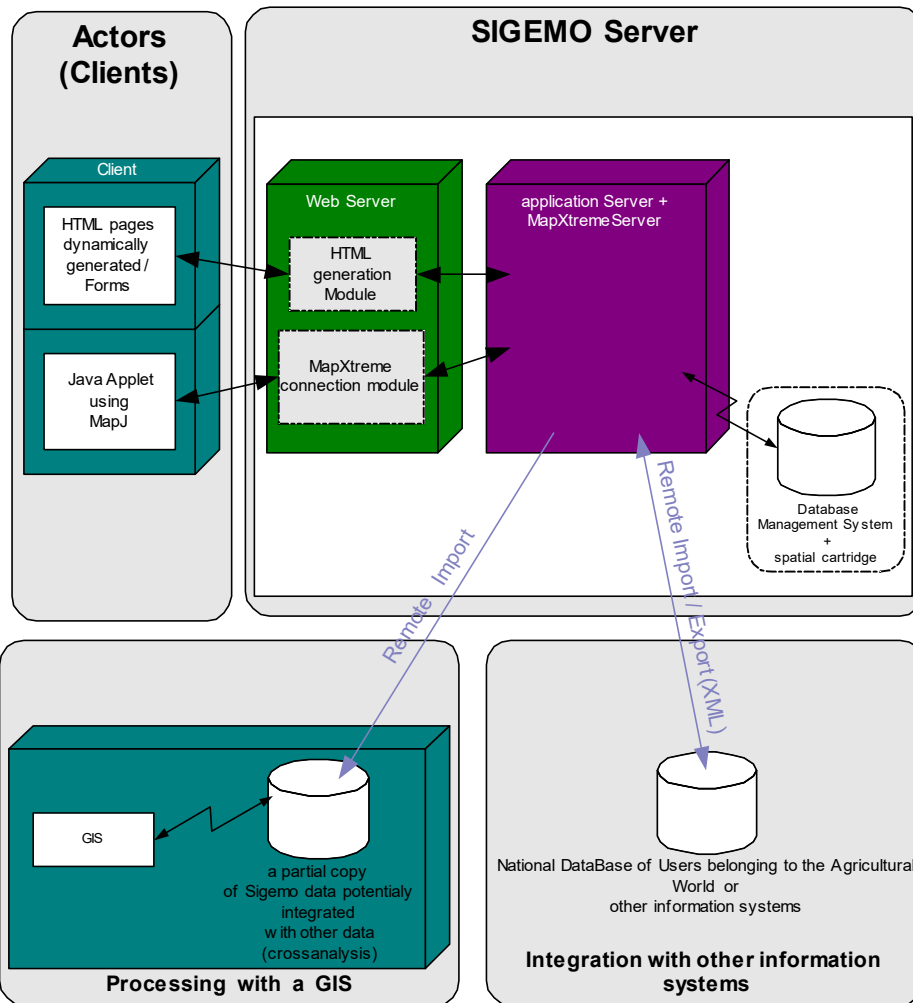 Actors
(Clients)
SIGEMO Server
Client
HTML pages
dynamically
generated /
Forms
Java Applet
using
MapJ
Web Server
HTML
generation
Module
MapXtreme
connection module
application Server +
MapXtremeServer
Database
Management System
+
spatial cartridge
Remote Import
Remote Import / Export (XML)
GIS
a partial copy
of Sigemo data potentialy
integrated
with other data
(crossanalysis)
Processing with a GIS
National DataBase of Users belonging to the Agricultural
World or
other information systems
Integration with other information
systems